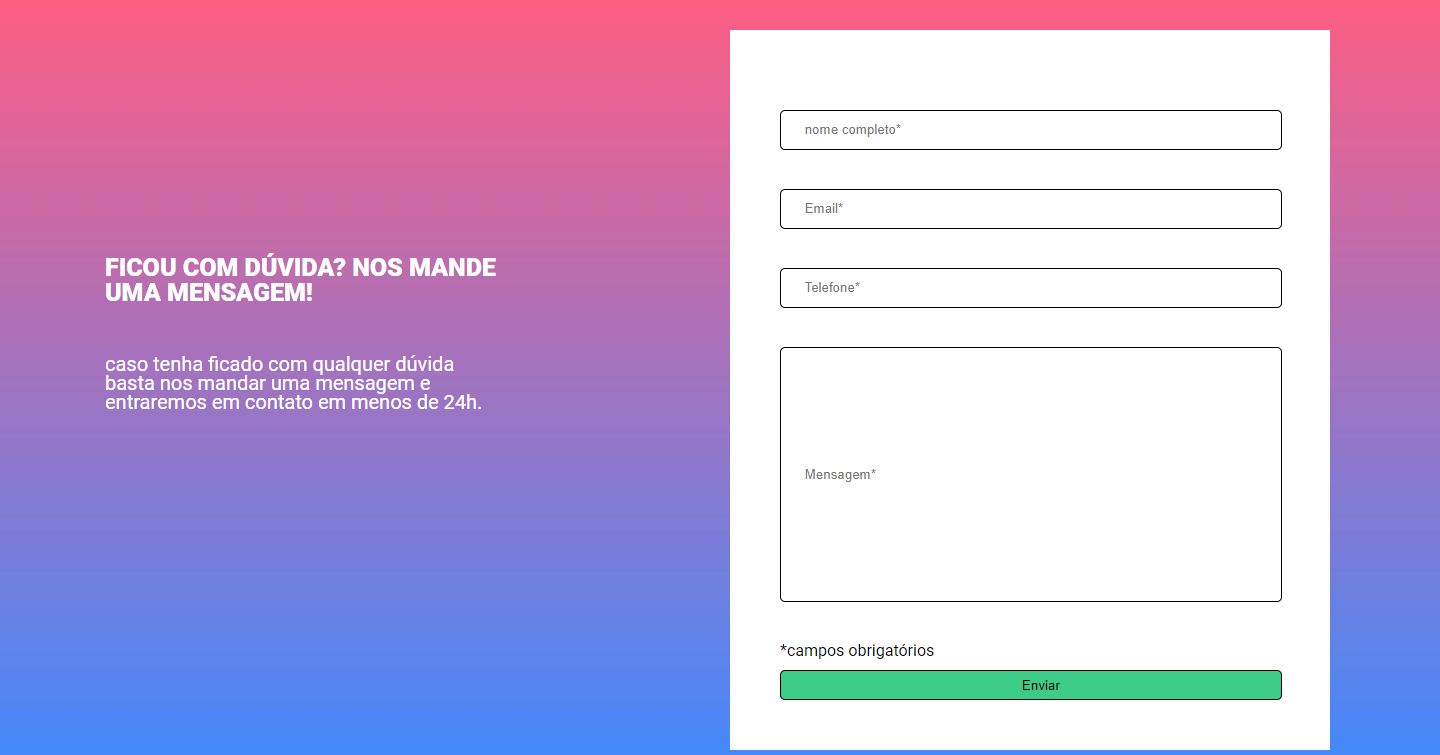 FICOU COM DÚVIDA? NOS MANDE
UMA MENSAGEM!
caso tenha ficado com qualquer dúvida
basta nos mandar uma mensagem e
entraremos em contato em menos de 24h.
nome completo*
Email*
Telefone*
Mensagem*
*campos obrigatórios
Enviar